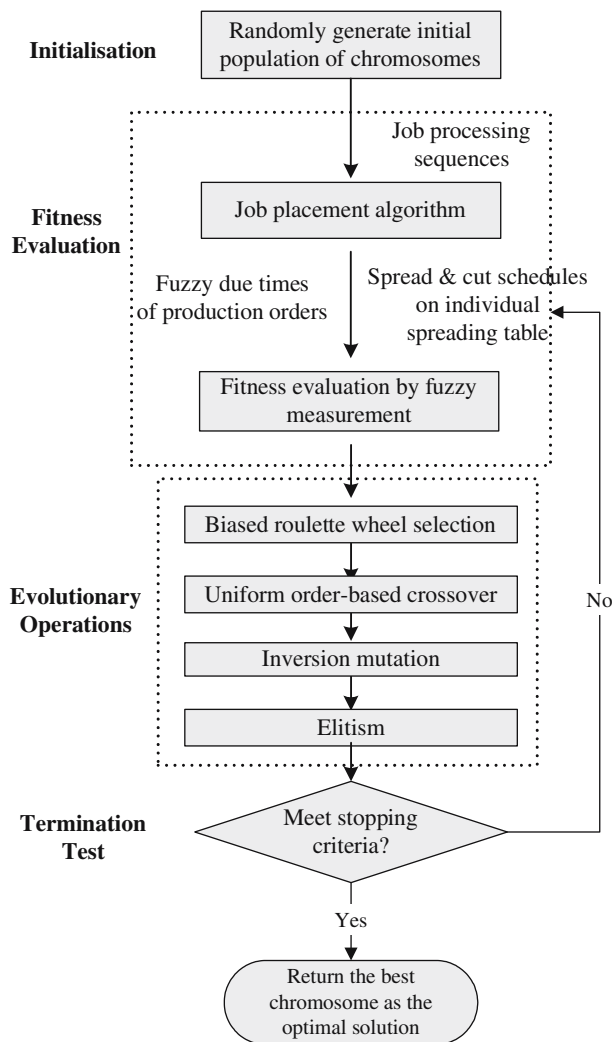 Initialisation
Randomly generate initial
population of chromosomes
Job processing
sequences
Fitness
Evaluation
Job placement algorithm
Fuzzy due times
of production orders
Spread & cut schedules
on individual
spreading table
Fitness evaluation by fuzzy
measurement
Evolutionary
Operations
Biased roulette wheel selection
Uniform order-based crossover
Inversion mutation
Elitism
No
Termination
Test
Meet stopping
criteria?
Yes
Return the best
chromosome as the
optimal solution